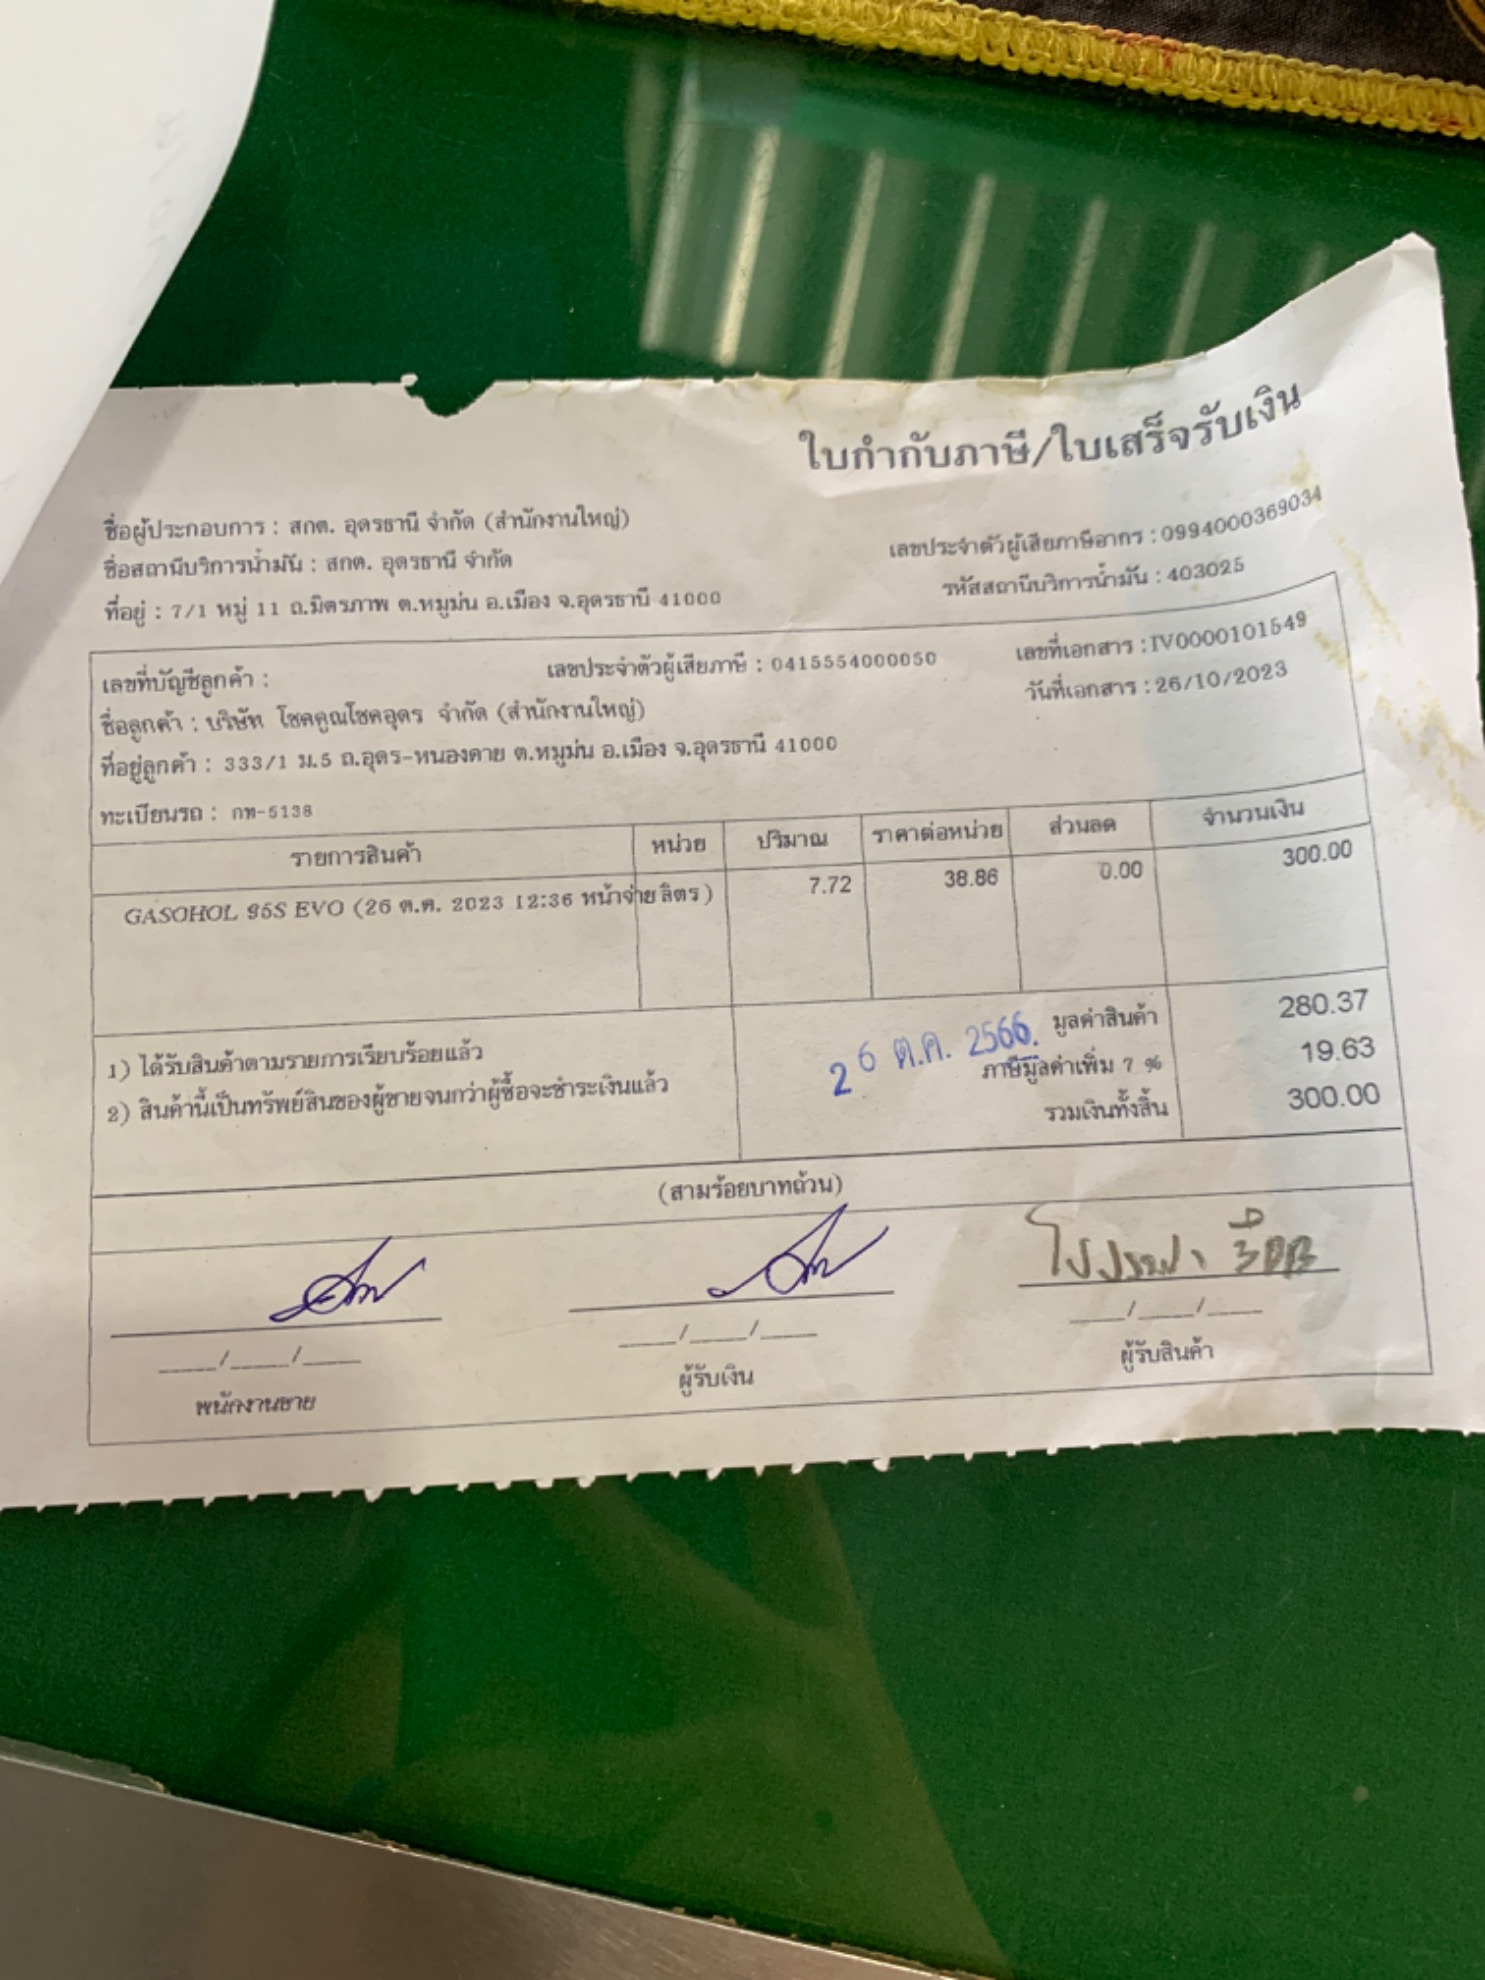 ใบกำกับภาษี/ใบเสร็จรับเงิน
ชื่อผู้ประกอบการ : สกต. อุดรธานี จำกัด (สำนักงานใหญ่)
เลขประจำตัวผู้เสียภาษีอากร : 0994000369034
ชื่อสถานีบริการน้ำมัน : สกต. อุดรธานี จำกัด
รหัสสถานีบริการน้ำมัน : 403025
ที่อยู่ : 7/1 หมู่ 11 ถ.มิตรภาพ ต.หมูม่น อ.เมือง จ.อุดรธานี 41000
เลขที่บัญชีลูกค้า : เลขประจำตัวผู้เสียภาษี : 0415554000050 เลขที่เอกสาร : IV0000101549
ชื่อลูกค้า : บริษัท โชคคูณโชคอุดร จำกัด (สำนักงานใหญ่) วันที่เอกสาร : 26/10/2023
ที่อยู่ลูกค้า : 333/1 ม.5 ถ.อุดร-หนองคาย ต.หมูม่น อ.เมือง จ.อุดรธานี 41000
ทะเบียนรถ : กท-5138
รายการสินค้า หน่วย ปริมาณ ราคาต่อหน่วย ส่วนลด จำนวนเงิน
GASOHOL 95S EVO (26 ต.ค. 2023 12:36 หน้าจ่าย ลิตร) 7.72 38.86 0.00 300.00
1) ได้รับสินค้าตามรายการเรียบร้อยแล้ว
2) สินค้านี้เป็นทรัพย์สินของผู้ขายจนกว่าผู้ซื้อจะชำระเงินแล้ว
26 ต.ค. 2566
มูลค่าสินค้า 280.37
ภาษีมูลค่าเพิ่ม 7 % 19.63
รวมเงินทั้งสิ้น 300.00
(สามร้อยบาทถ้วน)
___/___/___ ___/___/___ ___/___/___
พนักงานขาย ผู้รับเงิน ผู้รับสินค้า